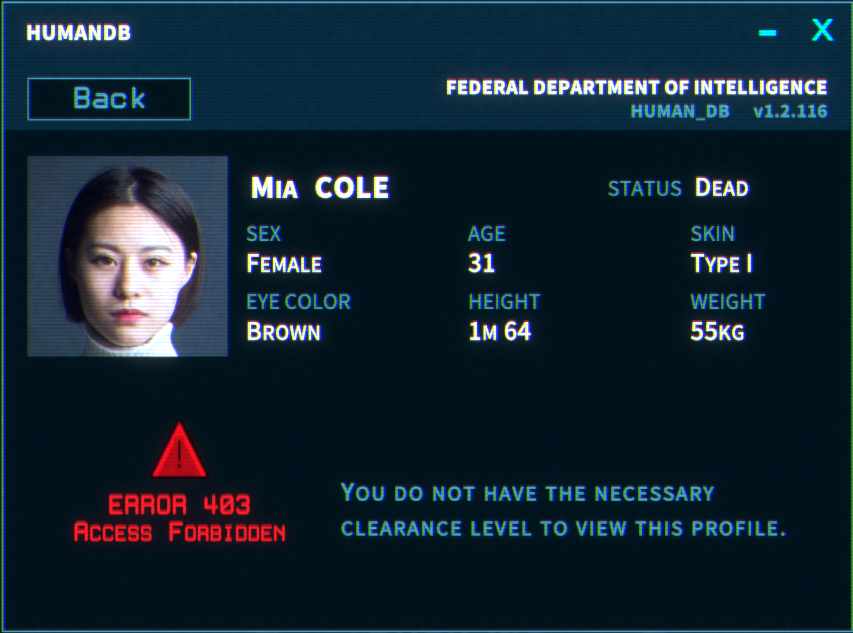 HUMANDB
Back
FEDERAL DEPARTMENT OF INTELLIGENCE
HUMAN_DB v1.2.116
MIA COLE
STATUS DEAD
SEX AGE SKIN
FEMALE 31 TYPE I
EYE COLOR HEIGHT WEIGHT
BROWN 1M 64 55KG
ERROR 403
ACCESS FORBIDDEN
YOU DO NOT HAVE THE NECESSARY
CLEARANCE LEVEL TO VIEW THIS PROFILE.